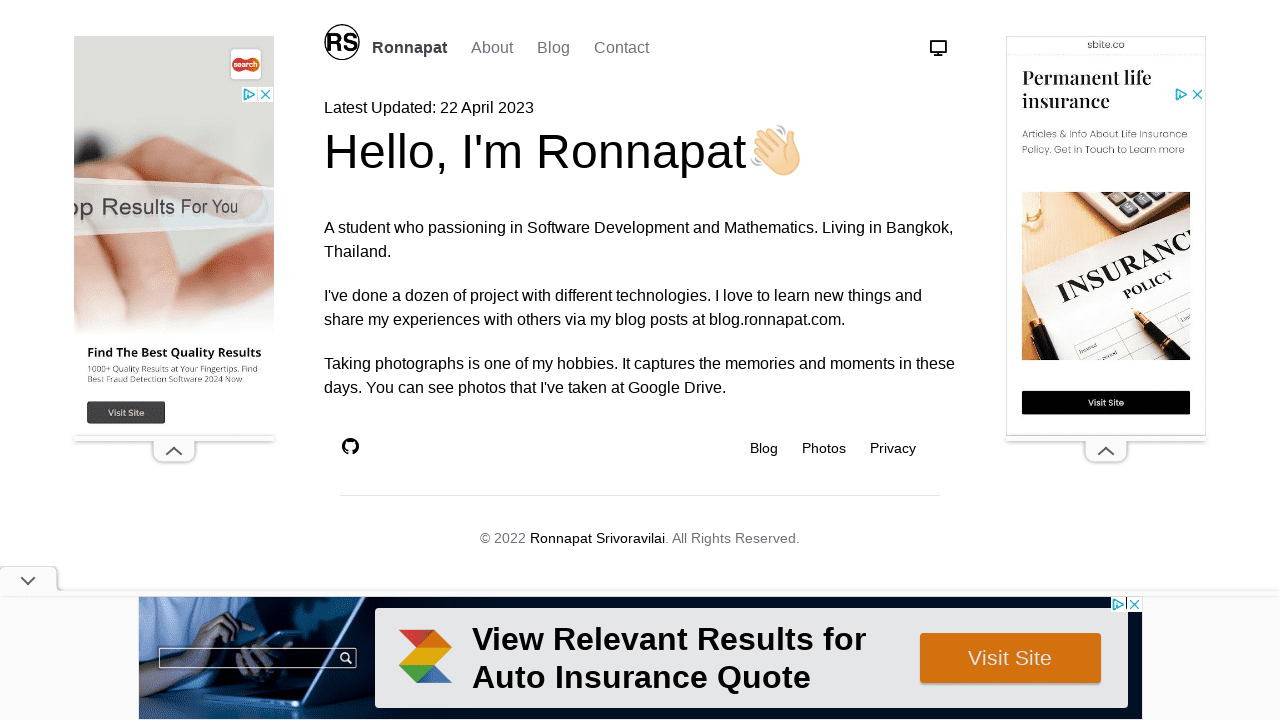 RS
Ronnapat
About
Blog
Contact
Latest Updated: 22 April 2023
Hello, I'm Ronnapat
A student who passioning in Software Development and Mathematics. Living in Bangkok,
Thailand.
I've done a dozen of project with different technologies. I love to learn new things and
share my experiences with others via my blog posts at blog.ronnapat.com.
Taking photographs is one of my hobbies. It captures the memories and moments in these
days. You can see photos that I've taken at Google Drive.
Blog
Photos
Privacy
© 2022 Ronnapat Srivoravilai. All Rights Reserved.
search
Results For You
Find The Best Quality Results
1000+ Quality Results at Your Fingertips. Find
Best Fraud Detection Software 2024 Now
Visit Site
sbite.co
Permanent life
insurance
Articles & Info About Life Insurance
Policy. Get in Touch to Learn more
INSURANC
POLICY
Visit Site
View Relevant Results for
Auto Insurance Quote
Visit Site